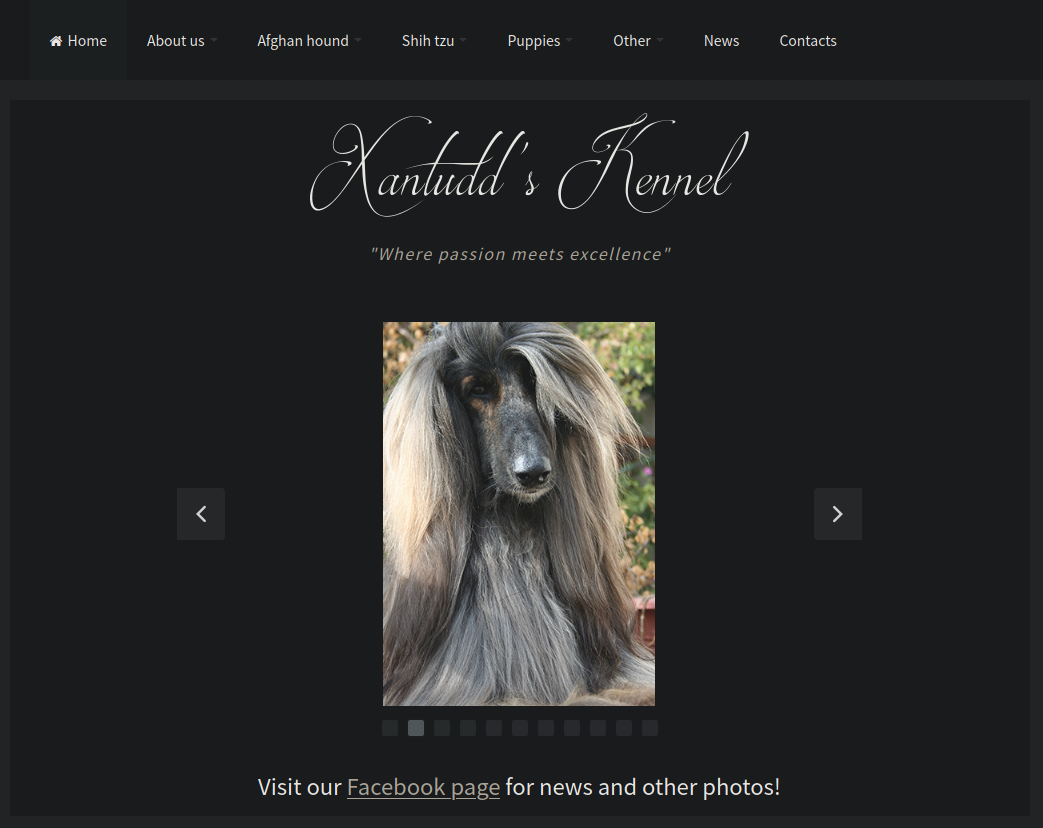 Home About us Afghan hound Shih tzu Puppies Other News Contacts
Xantudd's Kennel
"Where passion meets excellence"
Visit our Facebook page for news and other photos!